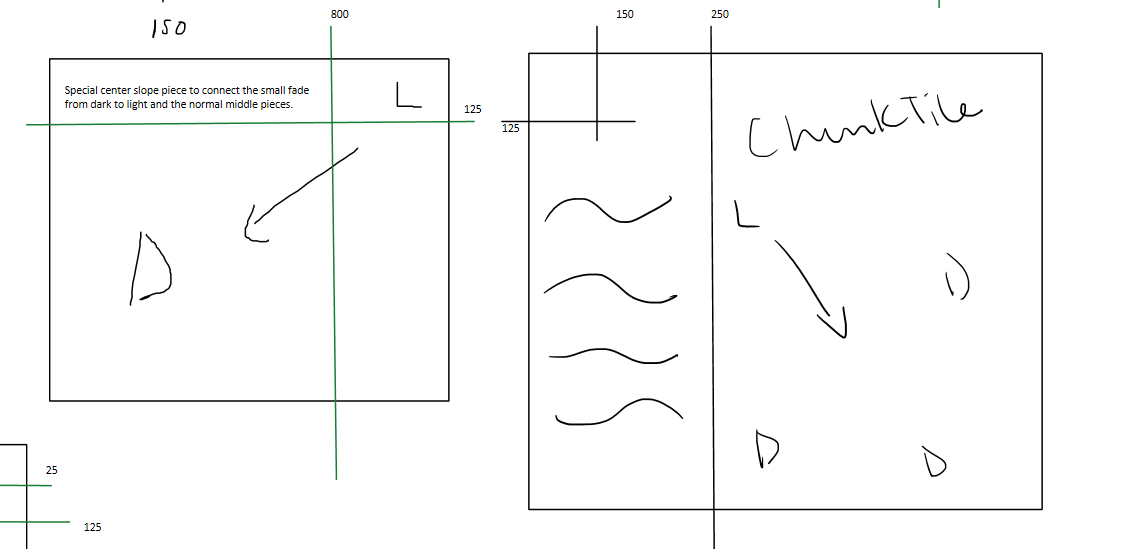 150
800
Special center slope piece to connect the small fade
from dark to light and the normal middle pieces.
L
125
D
25
125
150
250
125
ChunkTile
L
D
D
D